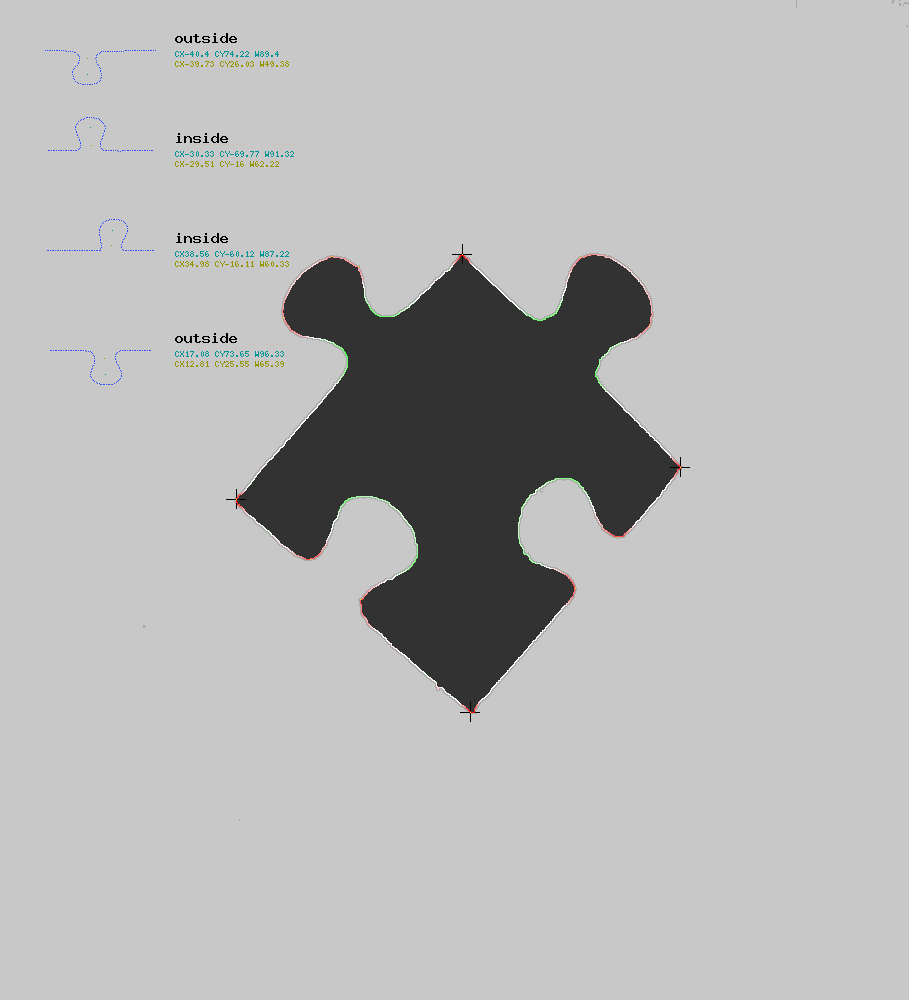 outside
CX-40.4 CY74.22 W89.4
CX-39.73 CY26.03 W49.38
inside
CX-30.33 CY-69.77 W91.32
CX-29.51 CY-16 W62.22
inside
CX38.56 CY-60.12 W87.22
CX34.98 CY-16.11 W60.33
outside
CX17.08 CY73.65 W96.33
CX12.81 CY25.55 W65.39